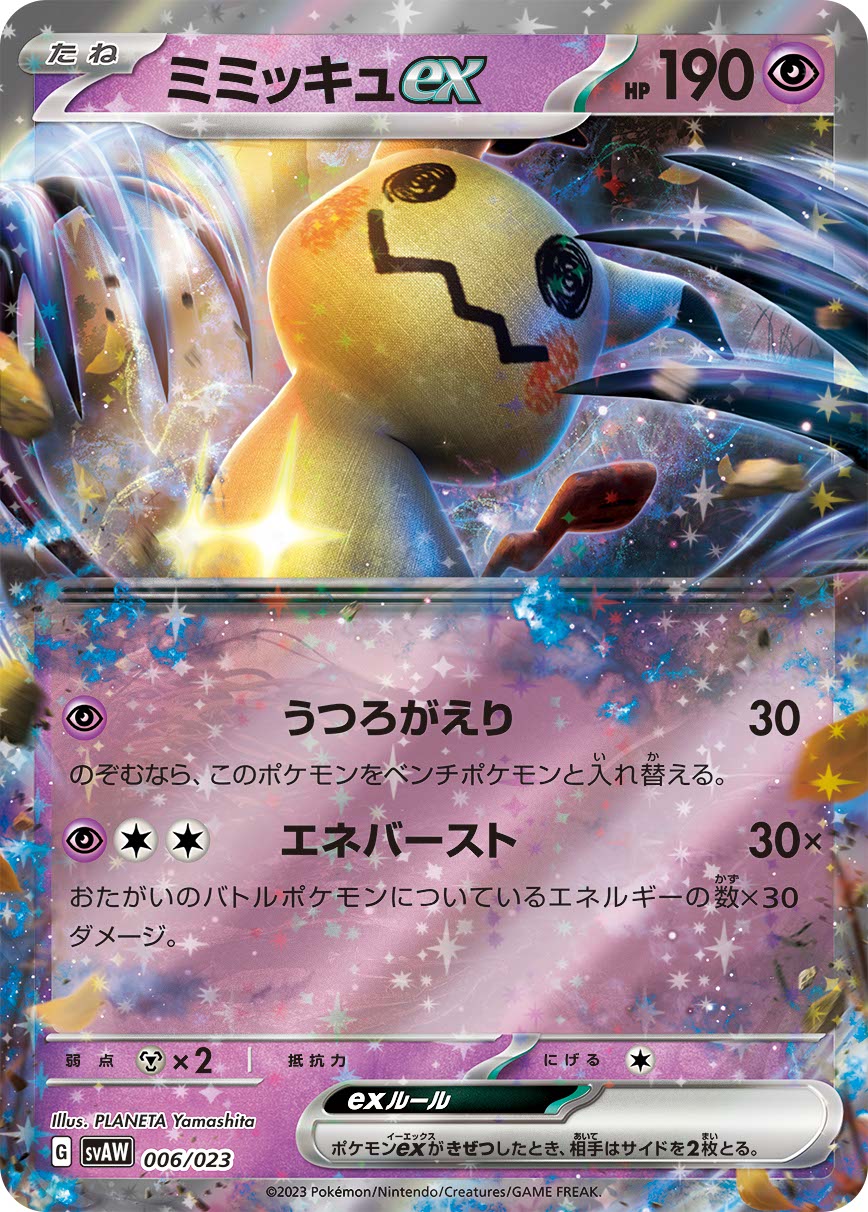 たね
ミミッキュex
HP 190
うつろがえり 30
のぞむなら、このポケモンをベンチポケモンと入れ替える。
エネバースト 30×
おたがいのバトルポケモンについているエネルギーの数×30
ダメージ。
弱点 ×2 抵抗力 にげる
exルール
ポケモンexがきぜつしたとき、相手はサイドを2枚とる。
Illus. PLANETA Yamashita
G svAW 006/023
©2023 Pokémon/Nintendo/Creatures/GAME FREAK.